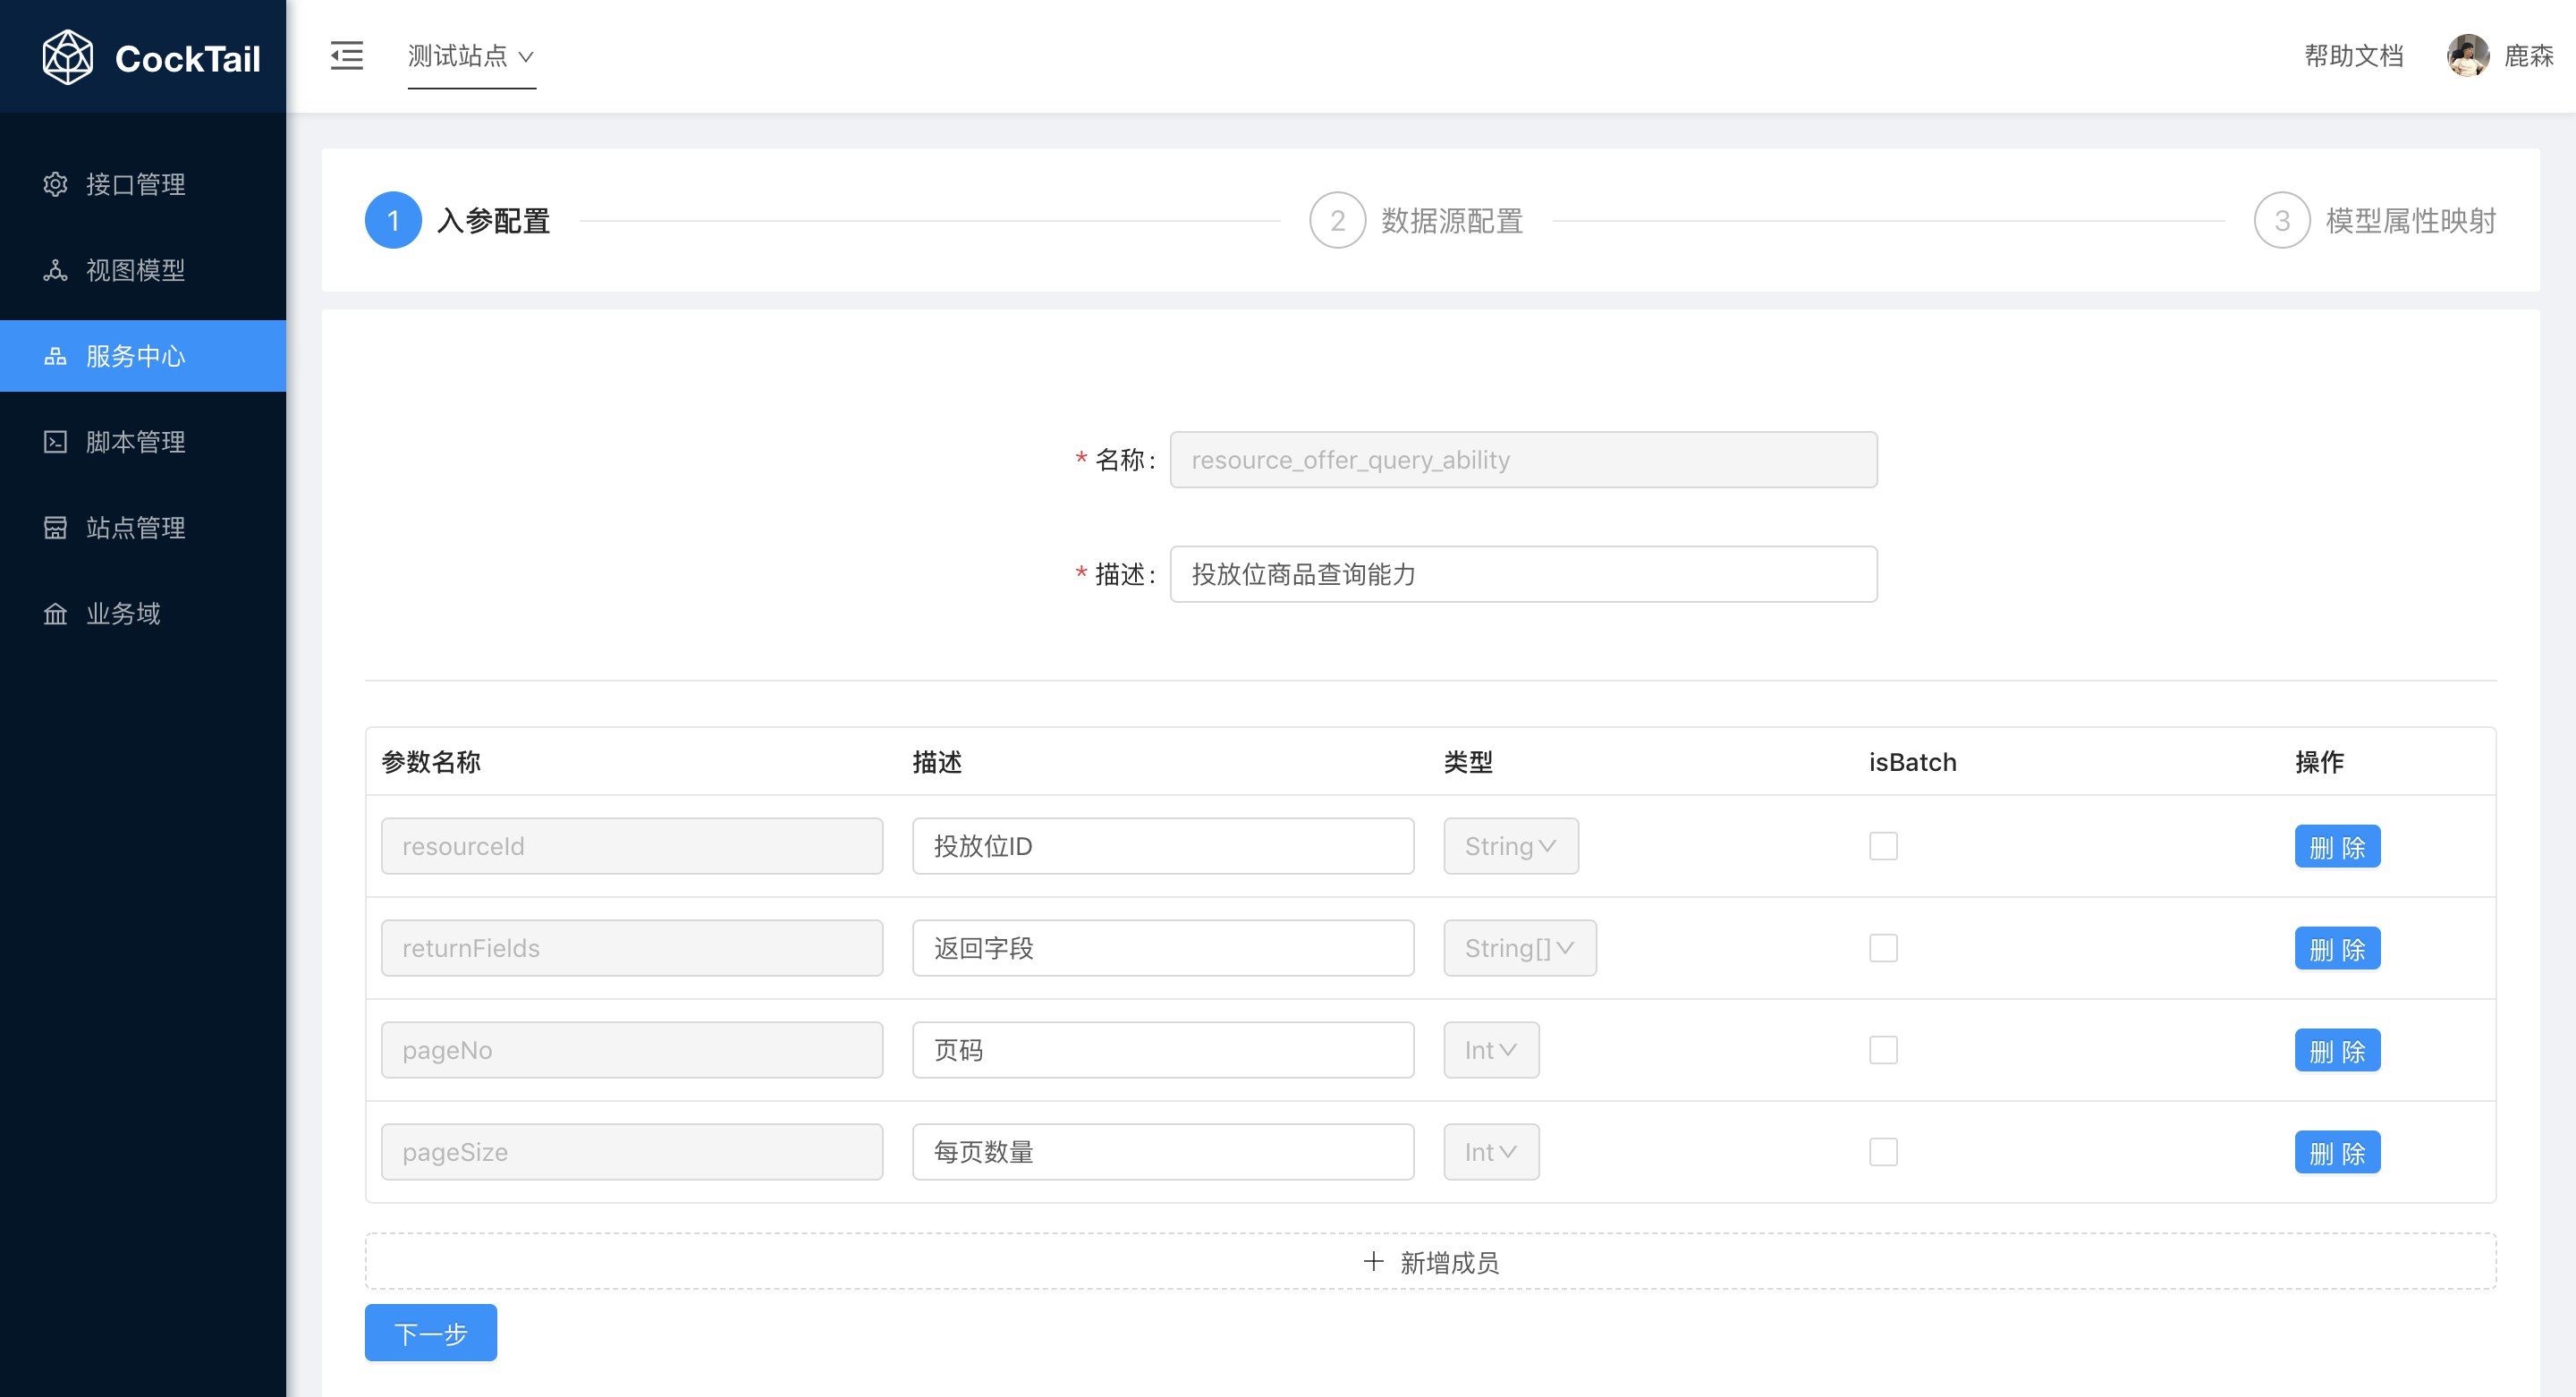 CockTail
测试站点
帮助文档
鹿森
接口管理
视图模型
服务中心
脚本管理
站点管理
业务域
1 入参配置
2 数据源配置
3 模型属性映射
* 名称: resource_offer_query_ability
* 描述: 投放位商品查询能力
参数名称 描述 类型 isBatch 操作
resourceId 投放位ID String 删 除
returnFields 返回字段 String[] 删 除
pageNo 页码 Int 删 除
pageSize 每页数量 Int 删 除
+ 新增成员
下一步